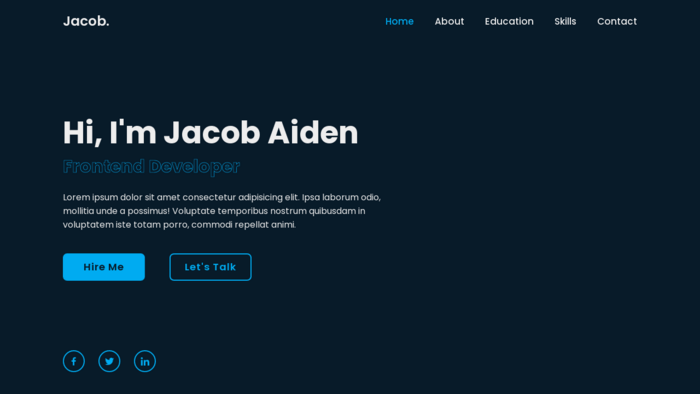 Jacob.
Home About Education Skills Contact
Hi, I'm Jacob Aiden
Frontend Developer
Lorem ipsum dolor sit amet consectetur adipisicing elit. Ipsa laborum odio,
mollitia unde a possimus! Voluptate temporibus nostrum quibusdam in
voluptatem iste totam porro, commodi repellat animi.
Hire Me
Let's Talk